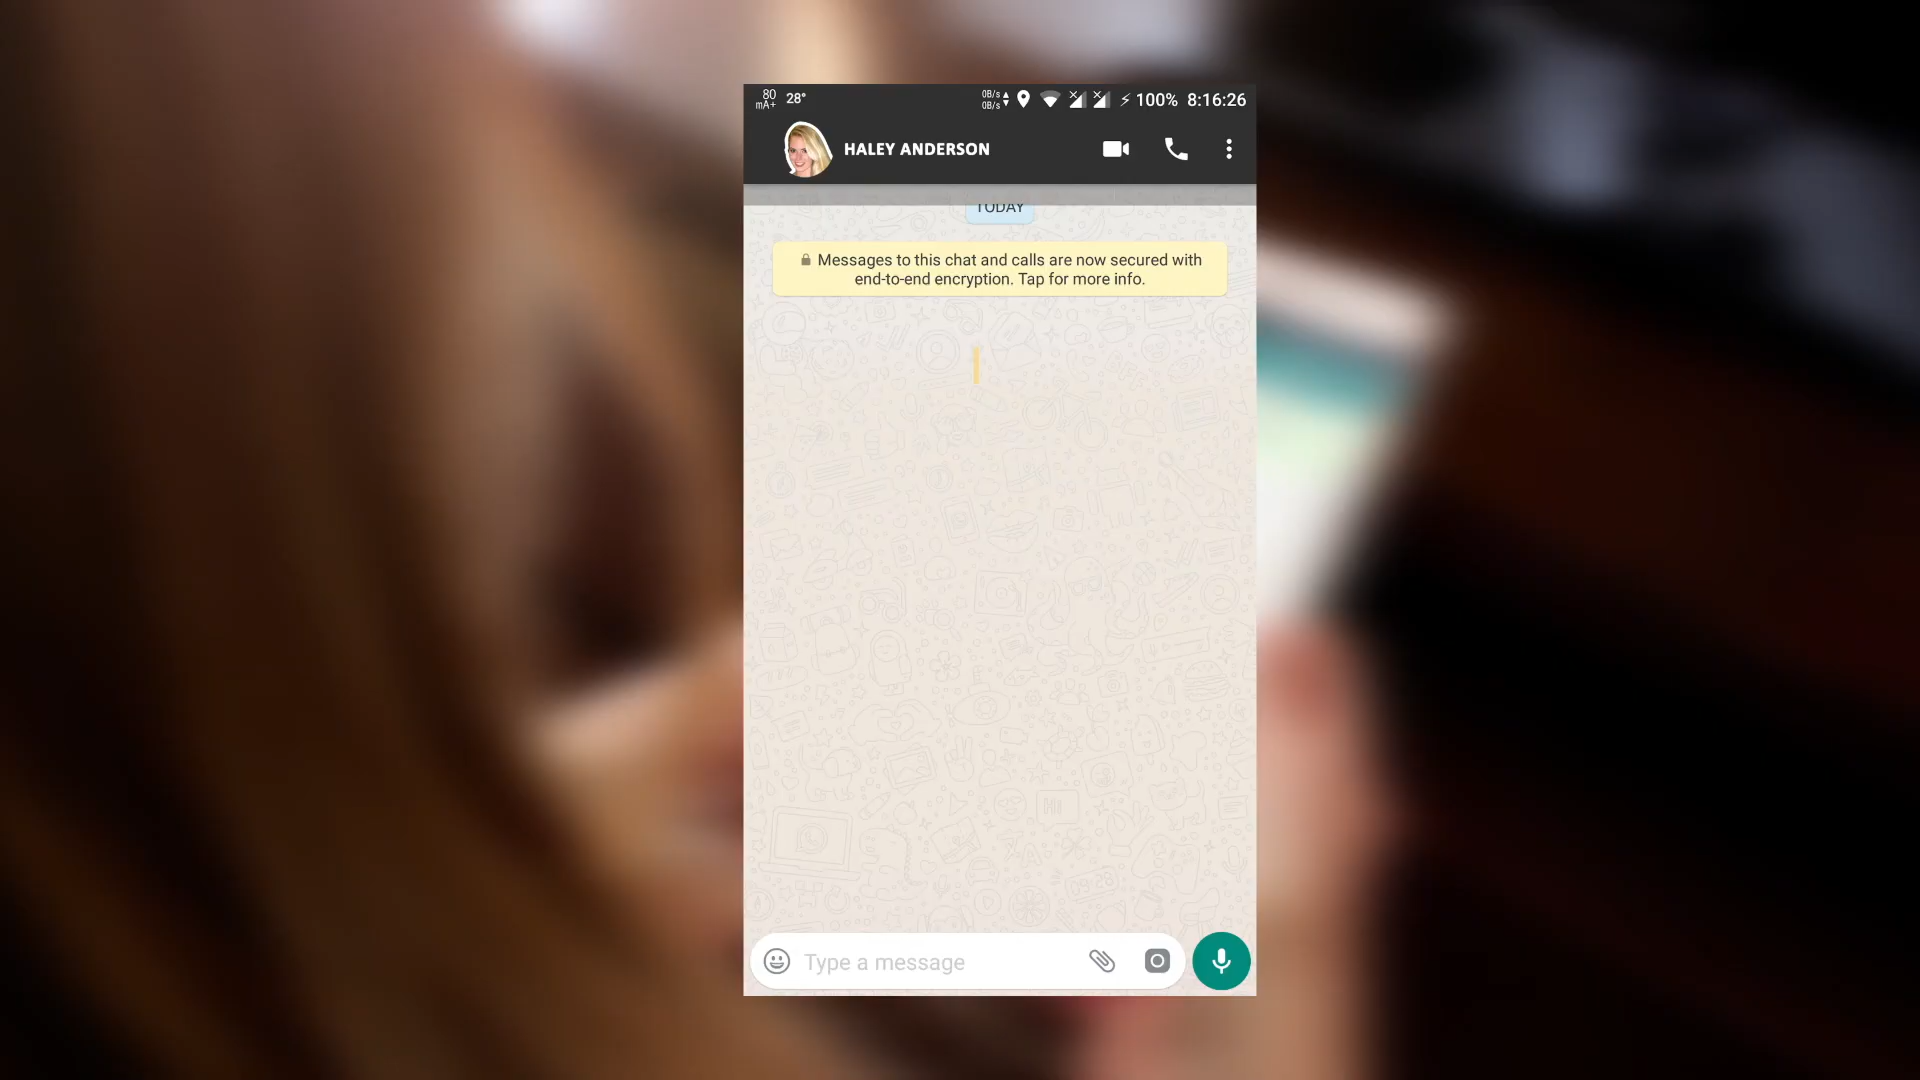 80
mA+
28°
0B/s
0B/s
100%
8:16:26
HALEY ANDERSON
TODAY
Messages to this chat and calls are now secured with
end-to-end encryption. Tap for more info.
Type a message